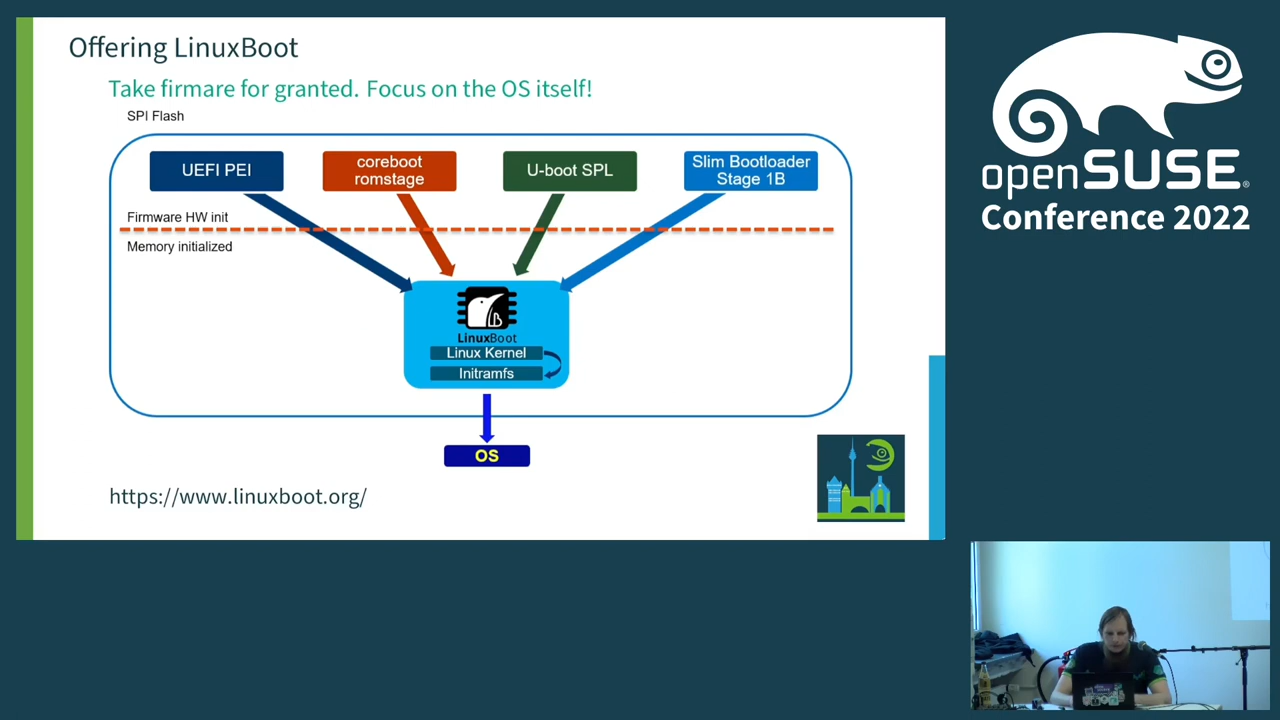 Offering LinuxBoot
Take firmare for granted. Focus on the OS itself!
SPI Flash
UEFI PEI
coreboot
romstage
U-boot SPL
Slim Bootloader
Stage 1B
Firmware HW init
Memory initialized
LB
LinuxBoot
Linux Kernel
Initramfs
OS
https://www.linuxboot.org/
openSUSE®
Conference 2022